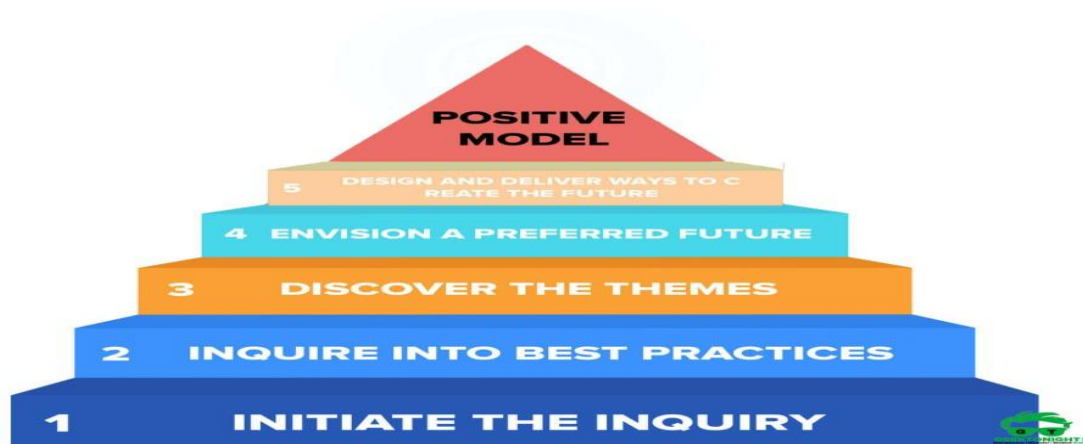 POSITIVE
MODEL
5 DESIGN AND DELIVER WAYS TO C
REATE THE FUTURE
4 ENVISION A PREFERRED FUTURE
3 DISCOVER THE THEMES
2 INQUIRE INTO BEST PRACTICES
1 INITIATE THE INQUIRY
G T